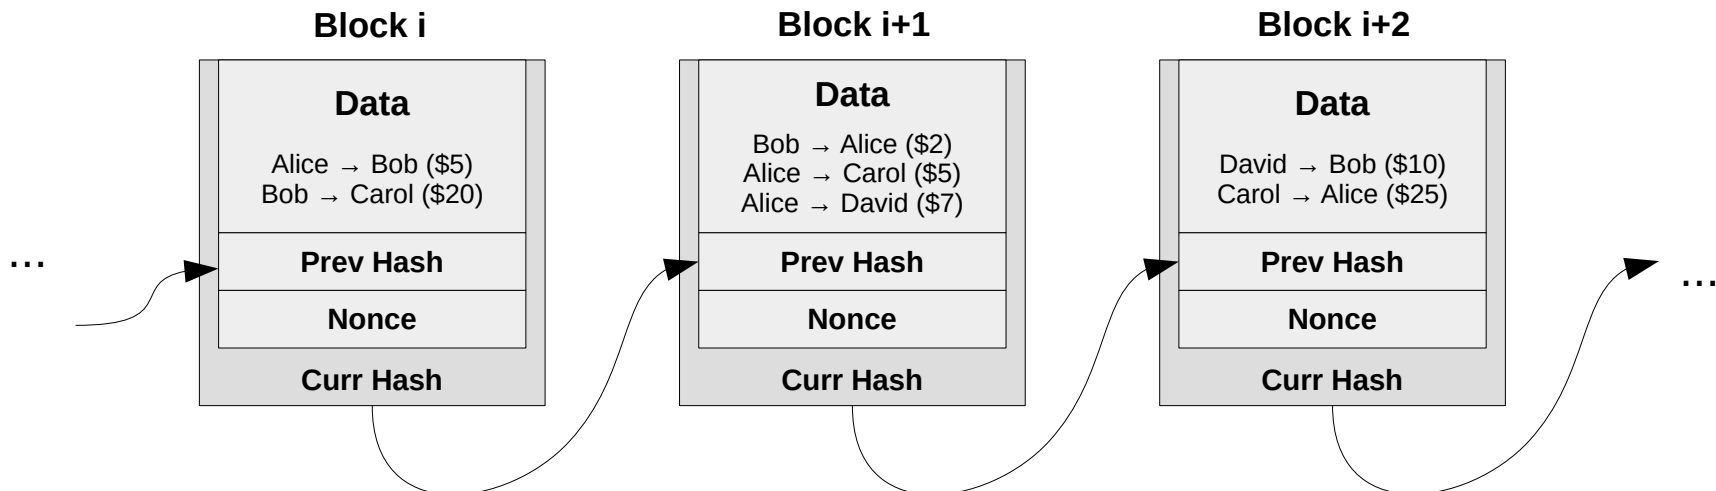 Block i
Data
Alice → Bob ($5)
Bob → Carol ($20)
Prev Hash
Nonce
Curr Hash
Block i+1
Data
Bob → Alice ($2)
Alice → Carol ($5)
Alice → David ($7)
Prev Hash
Nonce
Curr Hash
Block i+2
Data
David → Bob ($10)
Carol → Alice ($25)
Prev Hash
Nonce
Curr Hash
...
...